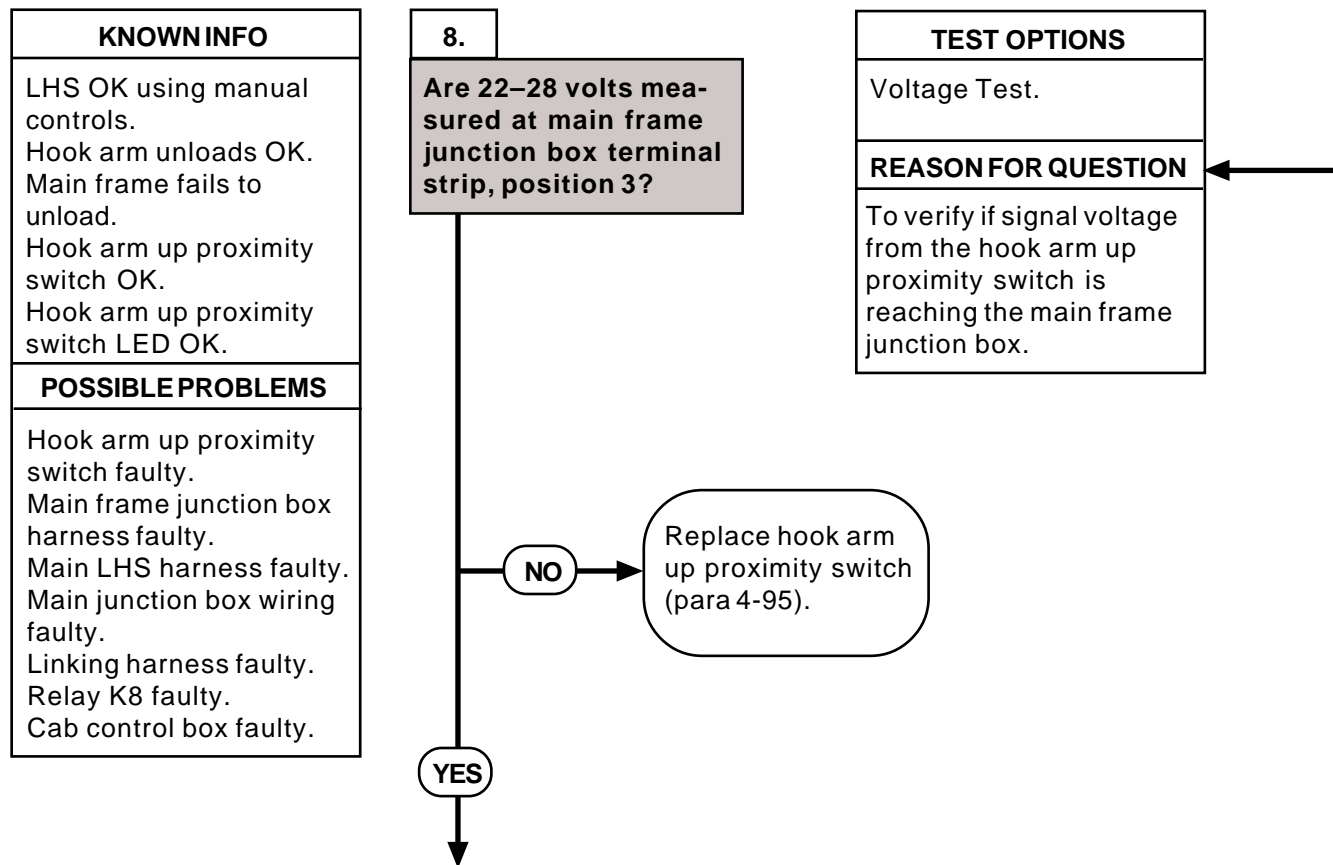 KNOWN INFO
LHS OK using manual
controls.
Hook arm unloads OK.
Main frame fails to
unload.
Hook arm up proximity
switch OK.
Hook arm up proximity
switch LED OK.
POSSIBLE PROBLEMS
Hook arm up proximity
switch faulty.
Main frame junction box
harness faulty.
Main LHS harness faulty.
Main junction box wiring
faulty.
Linking harness faulty.
Relay K8 faulty.
Cab control box faulty.
8.
Are 22–28 volts mea-
sured at main frame
junction box terminal
strip, position 3?
NO
Replace hook arm
up proximity switch
(para 4-95).
YES
TEST OPTIONS
Voltage Test.
REASON FOR QUESTION
To verify if signal voltage
from the hook arm up
proximity switch is
reaching the main frame
junction box.